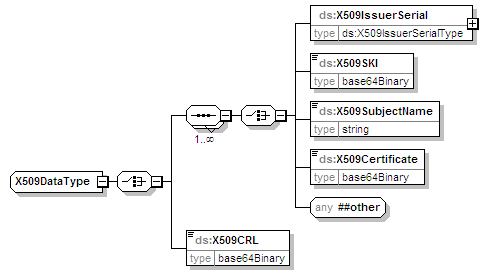 ds:X509IssuerSerial
type ds:X509IssuerSerialType
ds:X509SKI
type base64Binary
1..∞
ds:X509SubjectName
type string
X509DataType
ds:X509Certificate
type base64Binary
any ##other
ds:X509CRL
type base64Binary